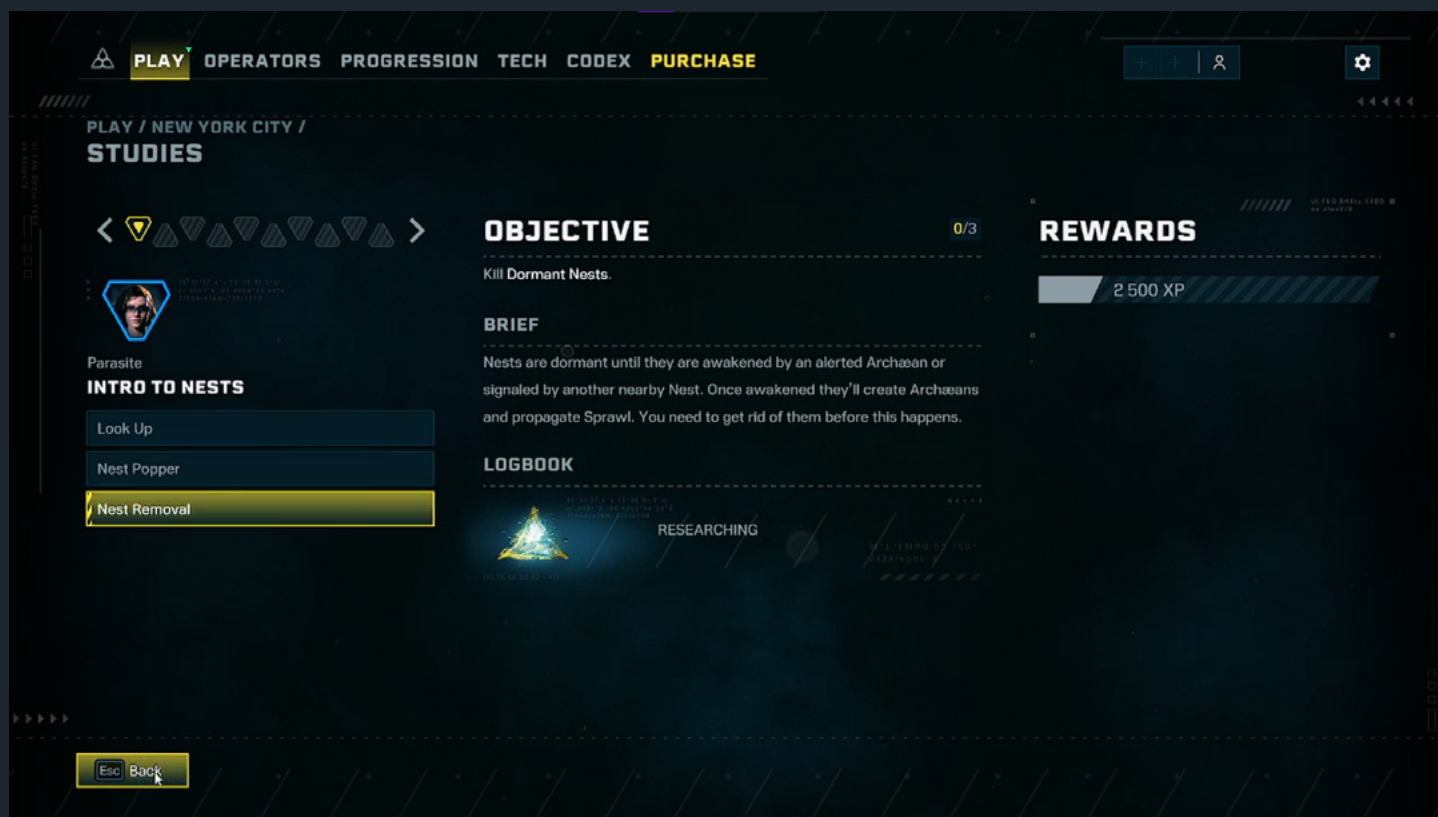 PLAY OPERATORS PROGRESSION TECH CODEX PURCHASE
PLAY / NEW YORK CITY /
STUDIES
OBJECTIVE 0/3
Kill Dormant Nests.
BRIEF
Nests are dormant until they are awakened by an alerted Archæan or
signaled by another nearby Nest. Once awakened they'll create Archæans
and propagate Sprawl. You need to get rid of them before this happens.
LOGBOOK
RESEARCHING
REWARDS
2 500 XP
Parasite
INTRO TO NESTS
Look Up
Nest Popper
Nest Removal
Esc Back